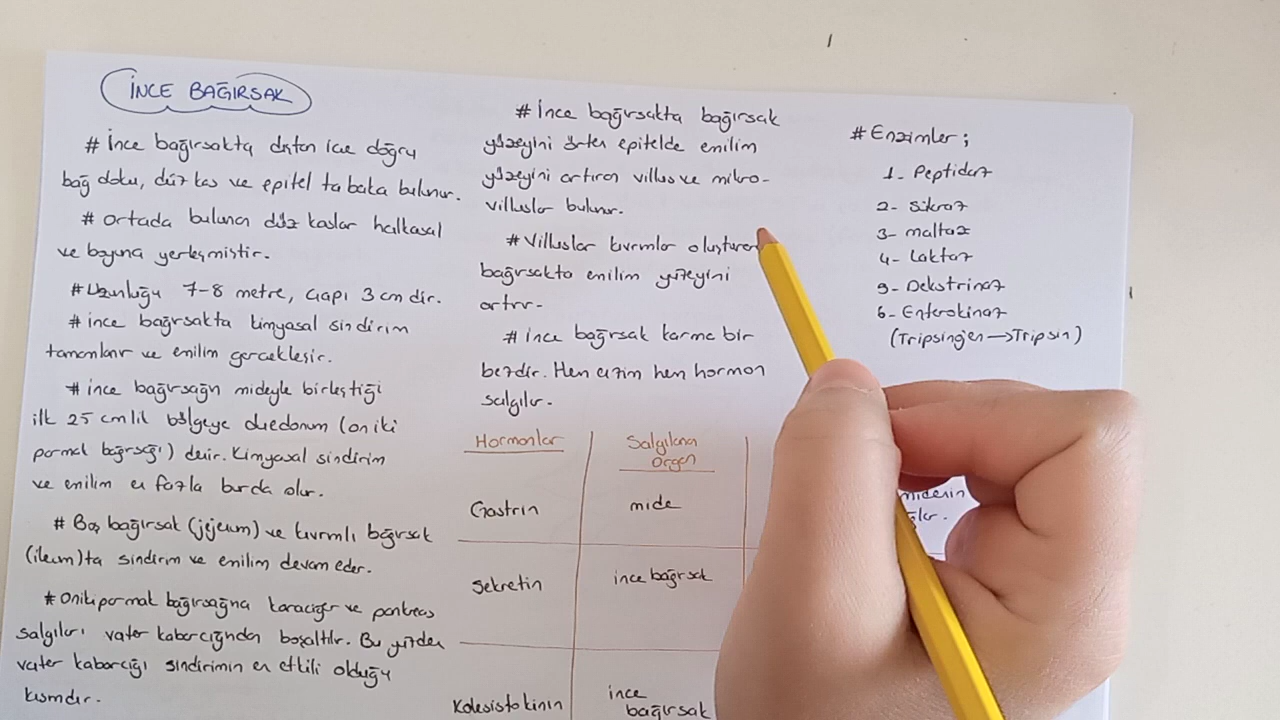 İNCE BAĞIRSAK
# İnce bağırsakta dıştan içe doğru
bağ doku, düz kas ve epitel tabaka bulunur.
# Ortada bulunan düz kaslar halkasal
ve boyuna yerleşmiştir.
# Uzunluğu 7-8 metre, çapı 3 cm dir.
# ince bağırsakta kimyasal sindirim
tamamlanır ve emilim gerçekleşir.
# ince bağırsağın mideyle birleştiği
ilk 25 cmlik bölgeye duedonum (on iki
parmak bağırsağı) denir. Kimyasal sindirim
ve emilim en fazla burda olur.
# Boş bağırsak (jejeum) ve kıvrımlı bağırsak
(ileum)ta sindirim ve emilim devam eder.
# Onikiparmak bağırsağına karaciğer ve pankreas
salgıları vater kabarcığından boşaltılır. Bu yüzden
vater kabarcığı sindirimin en etkili olduğu
kısımdır.
# İnce bağırsakta bağırsak
yüzeyini örten epitelde emilim
yüzeyini artıran villus ve mikro-
villuslar bulunur.
# Villuslar kıvrımlar oluşturarak
bağırsakta emilim yüzeyini
artırır.
# ince bağırsak karma bir
bezdir. Hem enzim hem hormon
salgılar.
Hormonlar
Salgılanan
organ
Gastrin
mide
midenin
Sekretin
ince bağırsak
Kolesistokinin
ince
bağırsak
# Enzimler;
1- Peptidaz
2- Sükraz
3- maltaz
4- Laktaz
5- Dekstrinaz
6- Enterokinaz
(Tripsinojen → Tripsin)